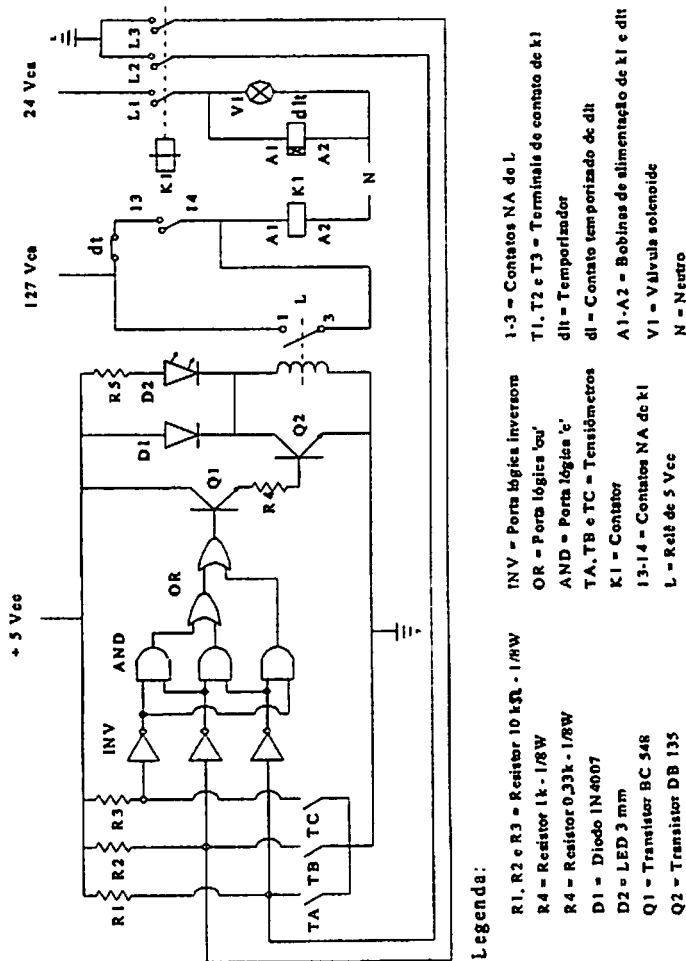 + 5 Vcc
127 Vca
24 Vca
R1
R2
R3
INV
AND
OR
TA
TB
TC
Q1
R4
D1
R5
D2
Q2
L
1
3
dt
13
14
A1
K1
A2
N
K1
L1
L2
L3
A1
dlt
A2
V1
Legenda:
R1, R2 e R3 = Resistor 10 kΩ - 1/8W
R4 = Resistor 1k - 1/8W
R4 = Resistor 0,33k - 1/8W
D1 = Diodo 1N4007
D2 = LED 3 mm
Q1 = Transistor BC 548
Q2 = Transistor DB 135
INV = Porta lógica inversora
OR = Porta lógica 'ou'
AND = Porta lógica 'e'
TA, TB e TC = Tensiômetros
K1 = Contator
13-14 = Contatos NA de k1
L = Relê de 5 Vcc
1-3 = Contatos NA de L
T1, T2 e T3 = Terminais de contato de k1
dlt = Temporizador
dl = Contato temporizado de dlt
A1-A2 = Bobinas de alimentação de k1 e dlt
V1 = Válvula solenoide
N = Neutro